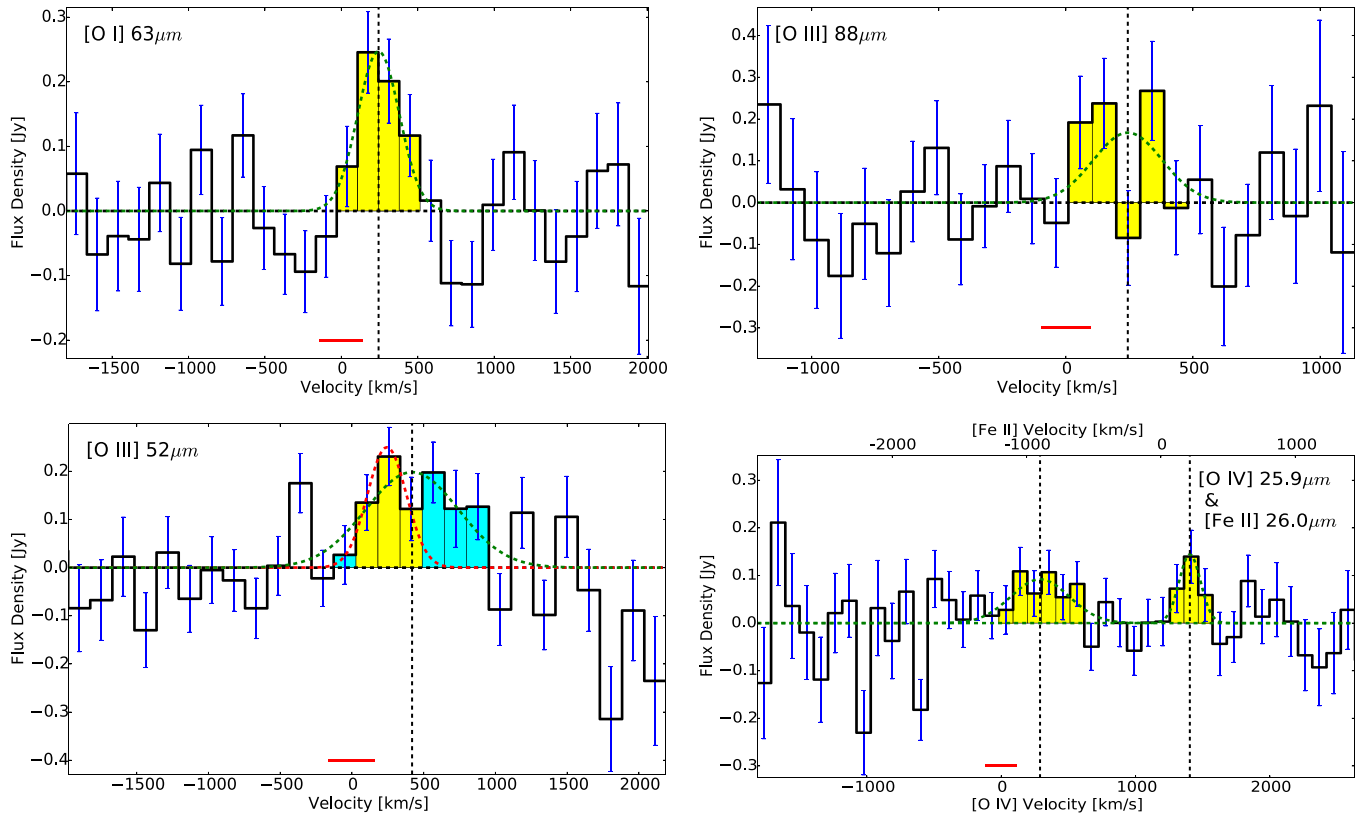 [O I] 63μm
0.3
0.2
0.1
0.0
−0.1
−0.2
Flux Density [Jy]
−1500 −1000 −500 0 500 1000 1500 2000
Velocity [km/s]
[O III] 88μm
0.4
0.3
0.2
0.1
0.0
−0.1
−0.2
−0.3
Flux Density [Jy]
−1000 −500 0 500 1000
Velocity [km/s]
[O III] 52μm
0.2
0.1
0.0
−0.1
−0.2
−0.3
−0.4
Flux Density [Jy]
−1500 −1000 −500 0 500 1000 1500 2000
Velocity [km/s]
[Fe II] Velocity [km/s]
−2000 −1000 0 1000
[O IV] 25.9μm
&
[Fe II] 26.0μm
0.3
0.2
0.1
0.0
−0.1
−0.2
−0.3
Flux Density [Jy]
−1000 0 1000 2000
[O IV] Velocity [km/s]